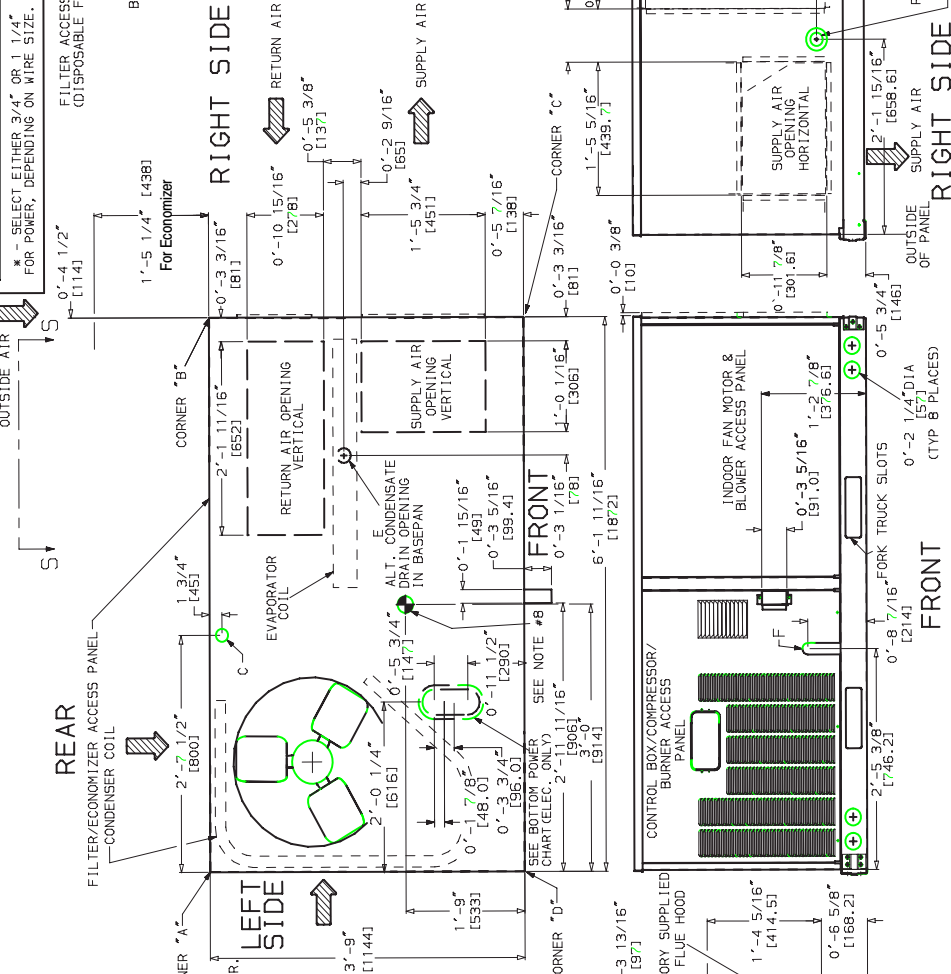 * - SELECT EITHER 3/4" OR 1 1/4"
FOR POWER, DEPENDING ON WIRE SIZE.
FILTER ACCESS
(DISPOSABLE F
B
RIGHT SIDE
RETURN AIR
SUPPLY AIR
0'-4 1/2"
[114]
1'-5 1/4" [438]
For Economizer
0'-3 3/16"
[81]
0'-10 15/16"
[278]
0'-5 3/8"
[137]
0'-2 9/16"
[65]
1'-5 3/4"
[451]
0'-5 7/16"
[138]
CORNER "C"
0'-3 3/16"
[81]
0'-0 3/8"
[10]
1'-5 5/16"
[439.7]
SUPPLY AIR
OPENING
HORIZONTAL
2'-1 15/16"
[658.6]
SUPPLY AIR
RIGHT SIDE
OUTSIDE
OF PANEL
0'-11 7/8"
[301.6]
0'-5 3/4"
[146]
OUTSIDE AIR
S
S
CORNER "B"
2'-1 11/16"
[652]
RETURN AIR OPENING
VERTICAL
SUPPLY AIR
OPENING
VERTICAL
1'-0 1/16"
[306]
EVAPORATOR
COIL
E
ALT. CONDENSATE
DRAIN OPENING
IN BASEPAN
0'-1 15/16"
[49]
0'-3 5/16"
[99.4]
FRONT
0'-3 1/16"
[78]
6'-1 11/16"
[1872]
REAR
FILTER/ECONOMIZER ACCESS PANEL
CONDENSER COIL
1 3/4"
[45]
C
2'-7 1/2"
[800]
0'-5 3/4"
[147]
0'-11 1/2"
[290]
SEE NOTE #8
2'-0 1/4"
[616]
0'-1 7/8"
[48.0]
0'-3 3/4"
[96.0]
SEE BOTTOM POWER
CHART(ELEC. ONLY)
2'-11 11/16"
[906]
3'-0"
[914]
LEFT
SIDE
NER "A"
R.
3'-9"
[1144]
1'-9"
[533]
ORNER "D"
INDOOR FAN MOTOR &
BLOWER ACCESS PANEL
1'-2 7/8"
[376.6]
0'-3 5/16"
[91.0]
0'-2 1/4"DIA
[57]
(TYP 8 PLACES)
FORK TRUCK SLOTS
FRONT
F
0'-8 7/16"
[214]
CONTROL BOX/COMPRESSOR/
BURNER ACCESS
PANEL
2'-5 3/8"
[746.2]
-3 13/16"
[97]
ORY SUPPLIED
FLUE HOOD
1'-4 5/16"
[414.5]
0'-6 5/8"
[168.2]